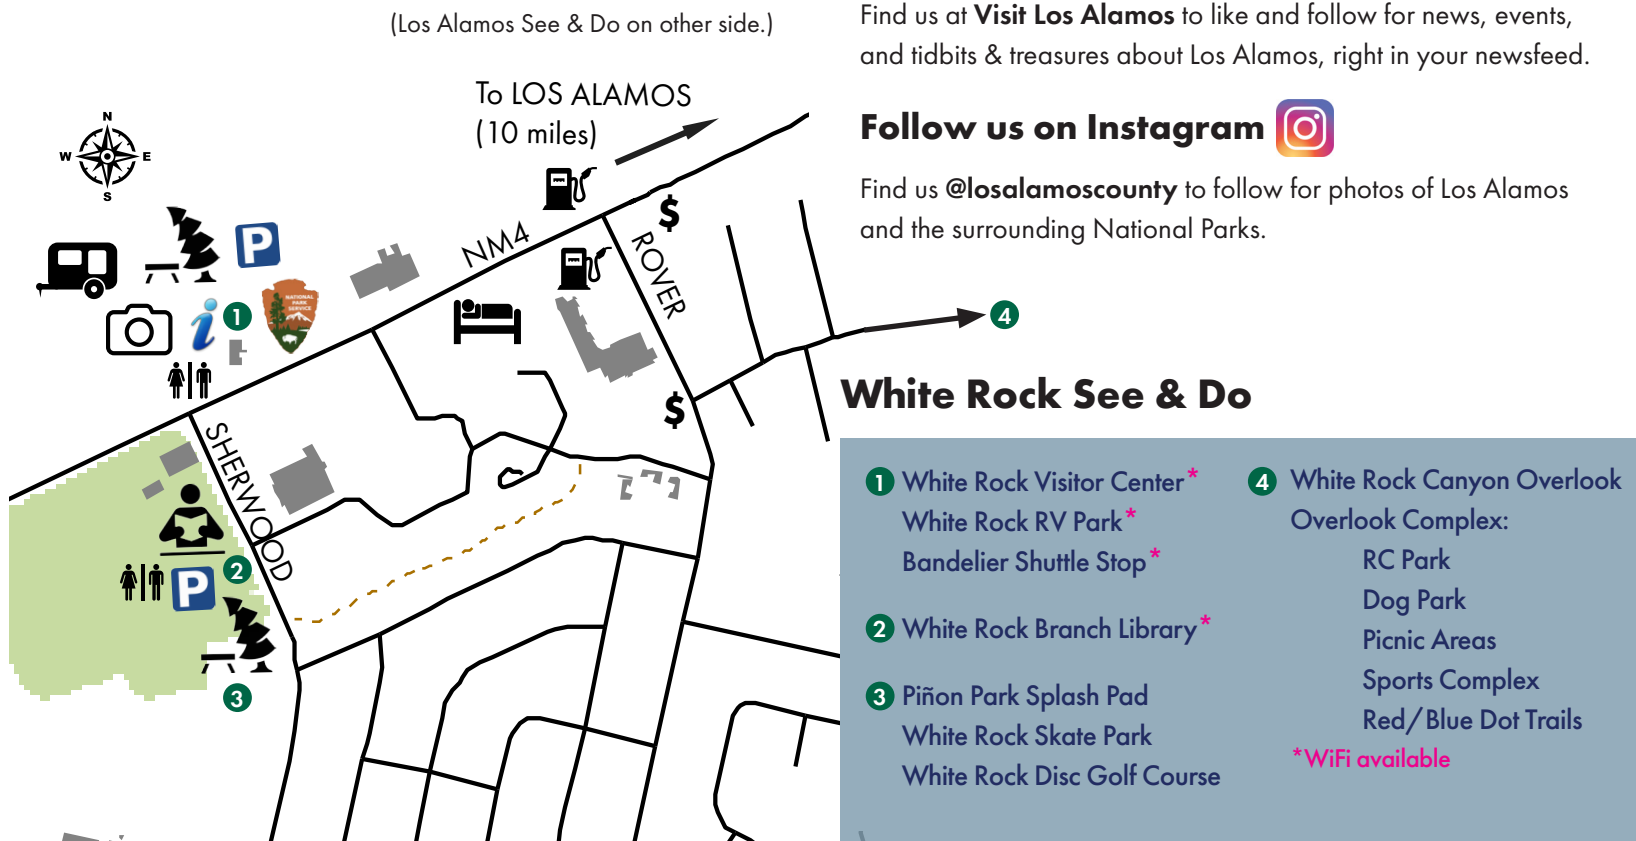 (Los Alamos See & Do on other side.)
Find us at Visit Los Alamos to like and follow for news, events,
and tidbits & treasures about Los Alamos, right in your newsfeed.
Follow us on Instagram
Find us @losalamoscounty to follow for photos of Los Alamos
and the surrounding National Parks.
To LOS ALAMOS
(10 miles)
N
W E
S
P
NM4
$
ROVER
NATIONAL
PARK
SERVICE
i
1
4
$
SHERWOOD
2
P
3
White Rock See & Do
1 White Rock Visitor Center*
White Rock RV Park*
Bandelier Shuttle Stop*
2 White Rock Branch Library*
3 Piñon Park Splash Pad
White Rock Skate Park
White Rock Disc Golf Course
4 White Rock Canyon Overlook
Overlook Complex:
RC Park
Dog Park
Picnic Areas
Sports Complex
Red/Blue Dot Trails
*WiFi available